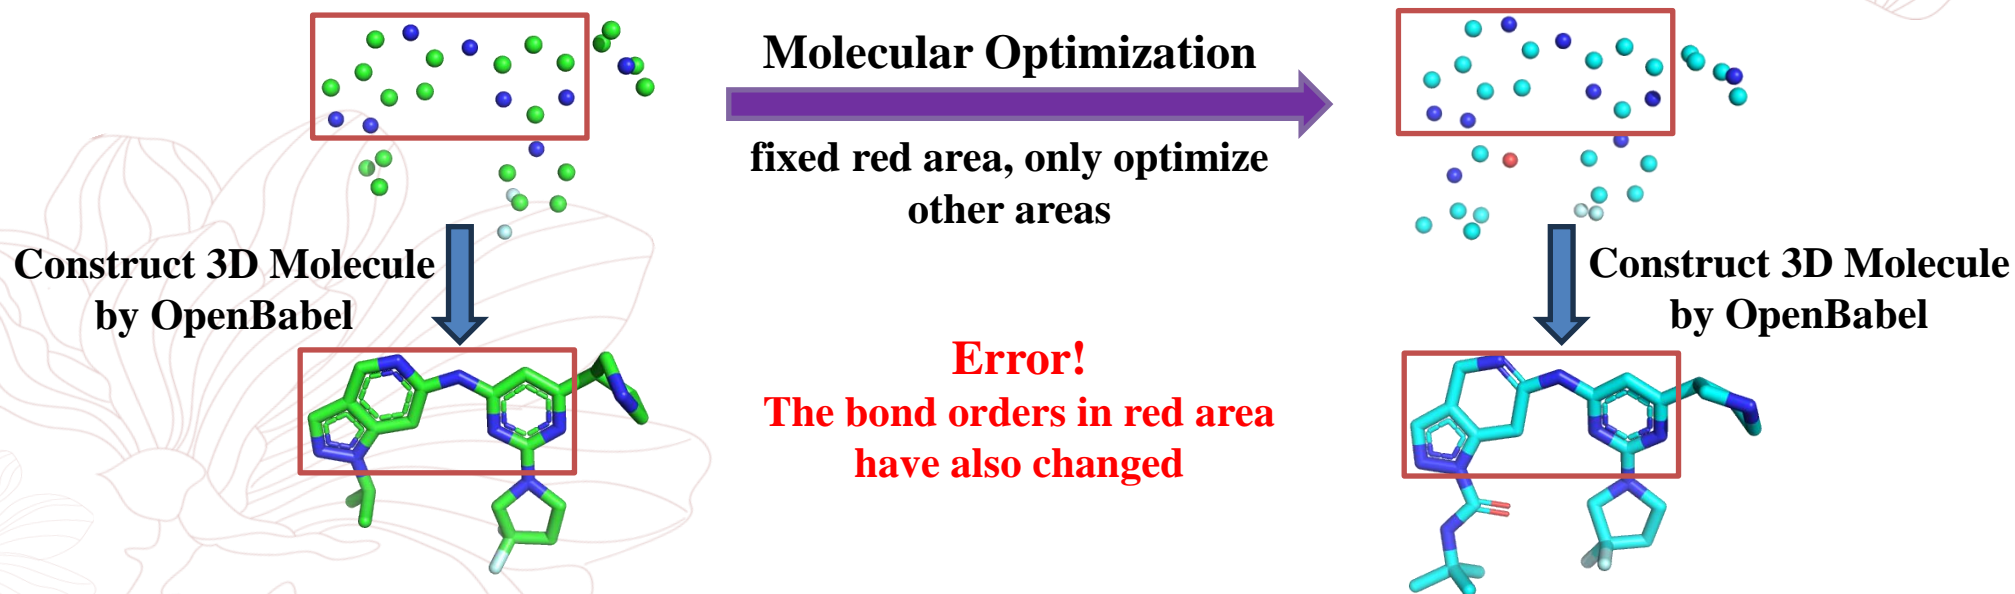 Molecular Optimization
fixed red area, only optimize
other areas
Construct 3D Molecule
by OpenBabel
Construct 3D Molecule
by OpenBabel
Error!
The bond orders in red area
have also changed